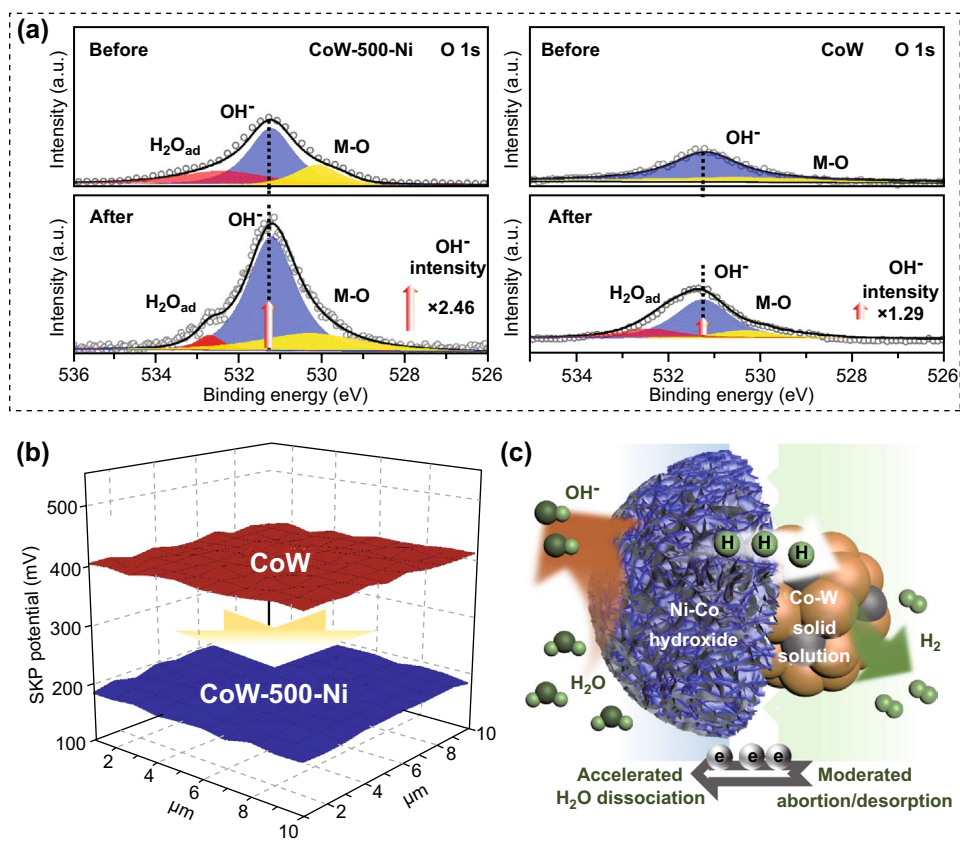 (a)
Before CoW-500-Ni O 1s
OH⁻
H₂Oad
M-O
Intensity (a.u.)
After
OH⁻
H₂Oad
M-O
OH⁻
intensity
×2.46
Intensity (a.u.)
536 534 532 530 528 526
Binding energy (eV)
Before CoW O 1s
OH⁻
M-O
Intensity (a.u.)
After
OH⁻
H₂Oad
M-O
OH⁻
intensity
×1.29
Intensity (a.u.)
534 532 530 528 526
Binding energy (eV)
(b)
SKP potential (mV)
500
400
300
200
100
CoW
CoW-500-Ni
2 4 6 8 10
µm
2 4 6 8 10
µm
(c)
OH⁻
H H H
Ni-Co
hydroxide
Co-W
solid
solution
H₂
H₂O
e e e
Accelerated
H₂O dissociation
Moderated
abortion/desorption